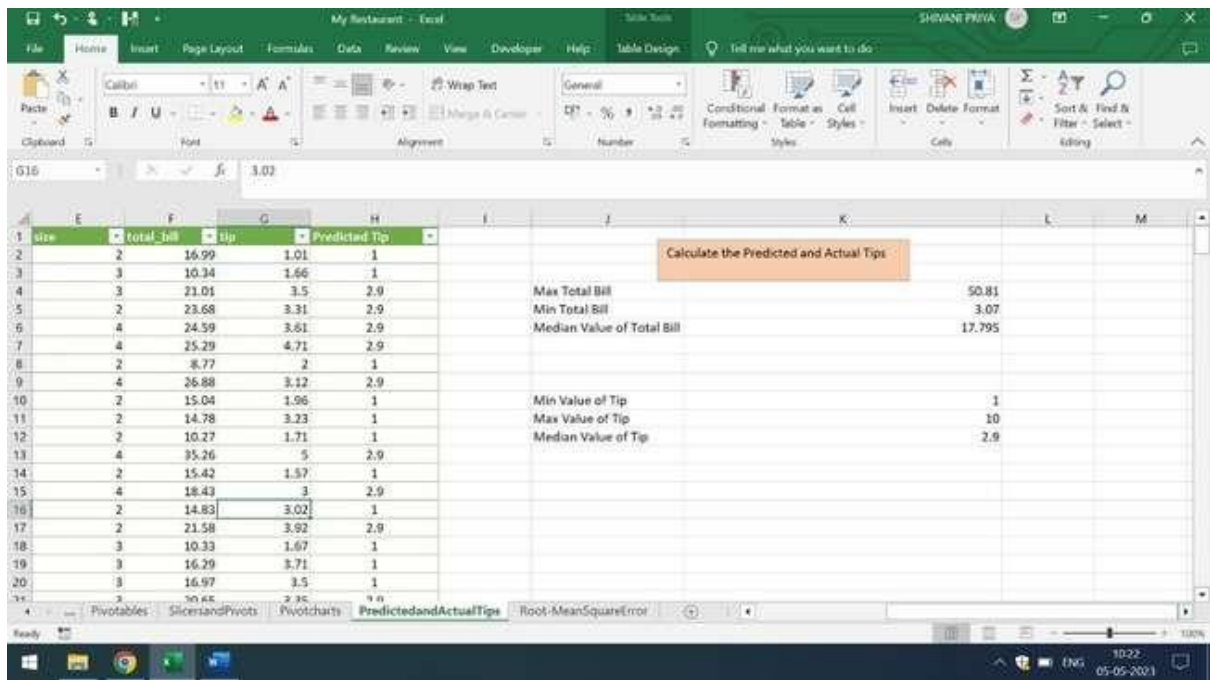 My Restaurant - Excel Table Tools SHIVANI PRIYA
File Home Insert Page Layout Formulas Data Review View Developer Help Table Design Tell me what you want to do
Paste Calibri 11 A A Wrap Text General Conditional Formatting Format as Table Cell Styles Insert Delete Format Sort & Filter Find & Select
B I U A Merge & Center %
Clipboard Font Alignment Number Styles Cells Editing
G16 fx 3.02
E F G H I J K L M
1 size total_bill tip Predicted Tip
2 2 16.99 1.01 1 Calculate the Predicted and Actual Tips
3 3 10.34 1.66 1
4 3 21.01 3.5 2.9 Max Total Bill 50.81
5 2 23.68 3.31 2.9 Min Total Bill 3.07
6 4 24.59 3.61 2.9 Median Value of Total Bill 17.795
7 4 25.29 4.71 2.9
8 2 8.77 2 1
9 4 26.88 3.12 2.9
10 2 15.04 1.96 1 Min Value of Tip 1
11 2 14.78 3.23 1 Max Value of Tip 10
12 2 10.27 1.71 1 Median Value of Tip 2.9
13 4 35.26 5 2.9
14 2 15.42 1.57 1
15 4 18.43 3 2.9
16 2 14.83 3.02 1
17 2 21.58 3.92 2.9
18 3 10.33 1.67 1
19 3 16.29 3.71 1
20 3 16.97 3.5 1
21 3 20.65 3.35 2.9
... Pivotables SlicersandPivots Pivotcharts PredictedandActualTips Root-MeanSquareError
Ready 100%
ENG 10:22
05-05-2023